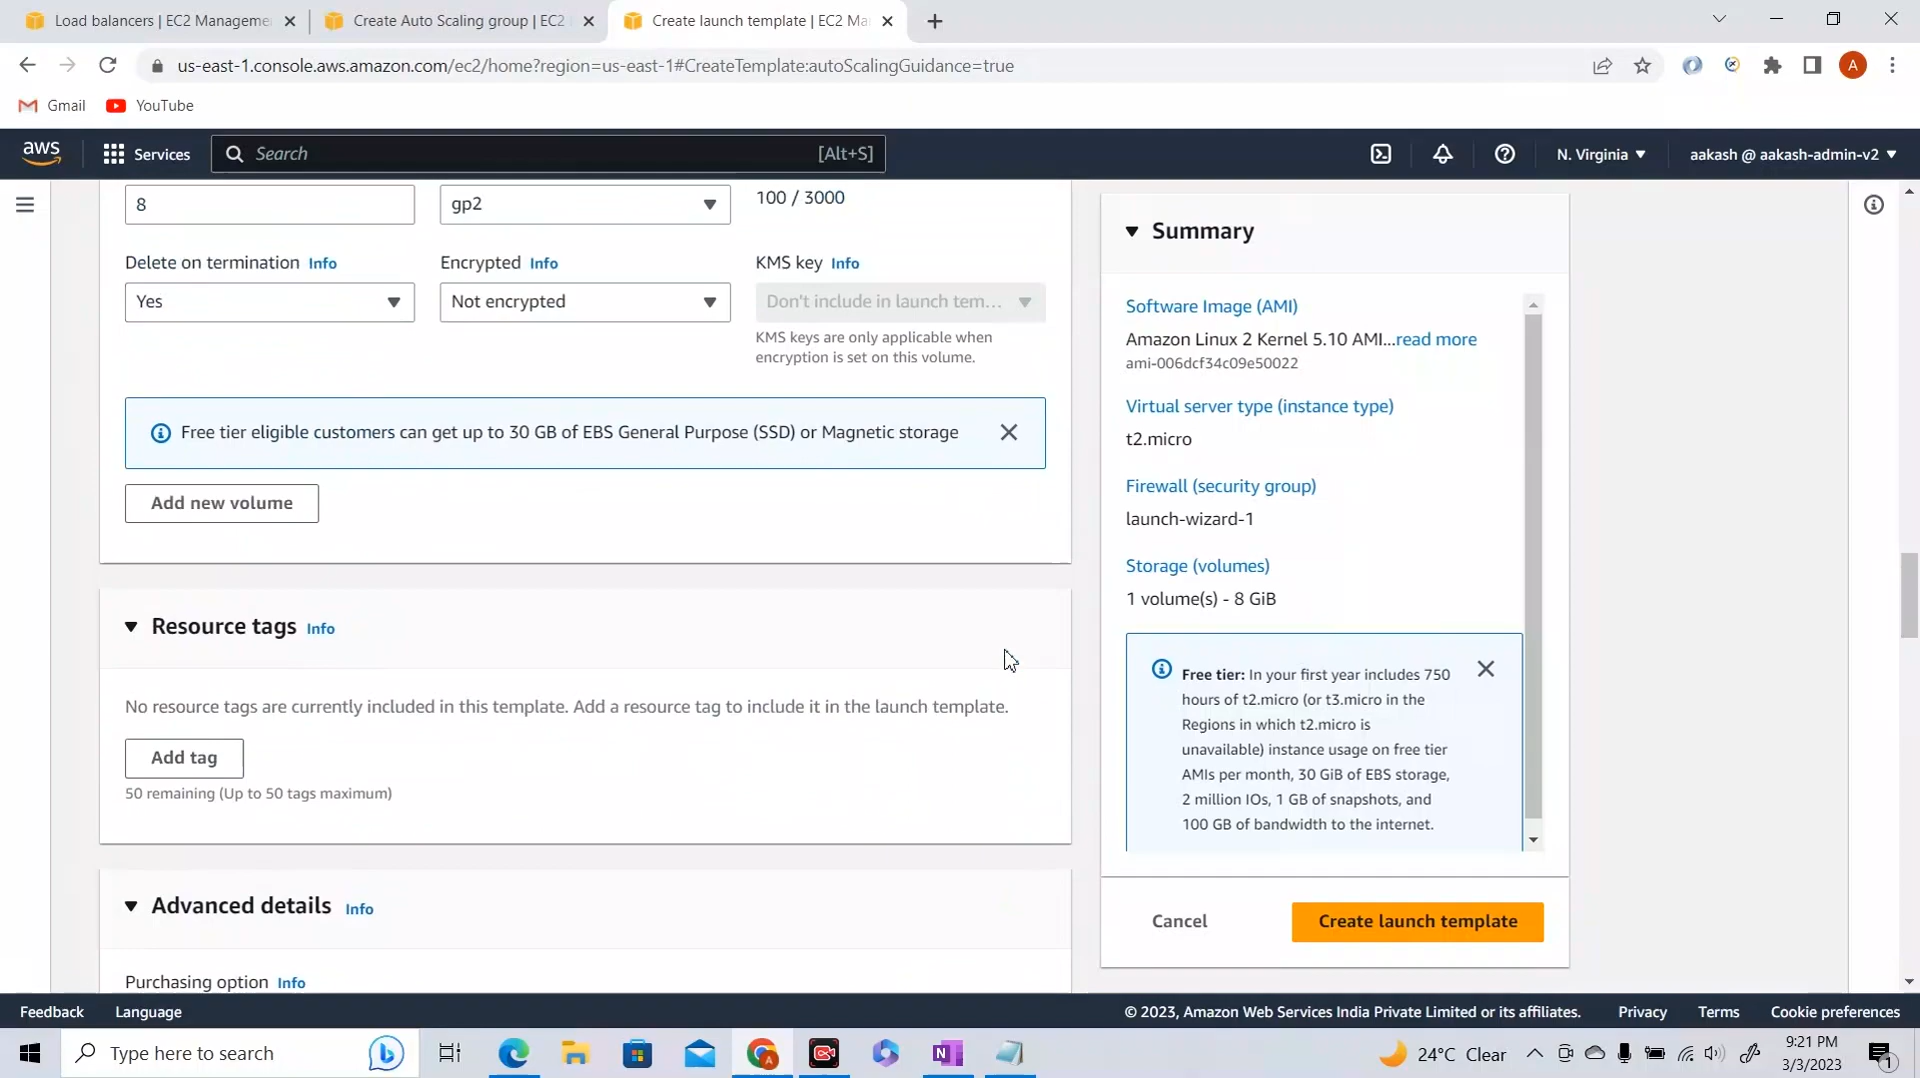 Load balancers | EC2 Manageme
Create Auto Scaling group | EC2
Create launch template | EC2 Ma
us-east-1.console.aws.amazon.com/ec2/home?region=us-east-1#CreateTemplate:autoScalingGuidance=true
A
Gmail
YouTube
aws
Services
Search
[Alt+S]
N. Virginia
aakash @ aakash-admin-v2
8
gp2
100 / 3000
Delete on termination Info
Encrypted Info
KMS key Info
Yes
Not encrypted
Don't include in launch tem...
KMS keys are only applicable when
encryption is set on this volume.
Free tier eligible customers can get up to 30 GB of EBS General Purpose (SSD) or Magnetic storage
Add new volume
Resource tags Info
No resource tags are currently included in this template. Add a resource tag to include it in the launch template.
Add tag
50 remaining (Up to 50 tags maximum)
Advanced details Info
Purchasing option Info
Summary
Software Image (AMI)
Amazon Linux 2 Kernel 5.10 AMI...read more
ami-006dcf34c09e50022
Virtual server type (instance type)
t2.micro
Firewall (security group)
launch-wizard-1
Storage (volumes)
1 volume(s) - 8 GiB
Free tier: In your first year includes 750
hours of t2.micro (or t3.micro in the
Regions in which t2.micro is
unavailable) instance usage on free tier
AMIs per month, 30 GiB of EBS storage,
2 million IOs, 1 GB of snapshots, and
100 GB of bandwidth to the internet.
Cancel
Create launch template
Feedback
Language
© 2023, Amazon Web Services India Private Limited or its affiliates.
Privacy
Terms
Cookie preferences
Type here to search
24°C Clear
9:21 PM
3/3/2023
1